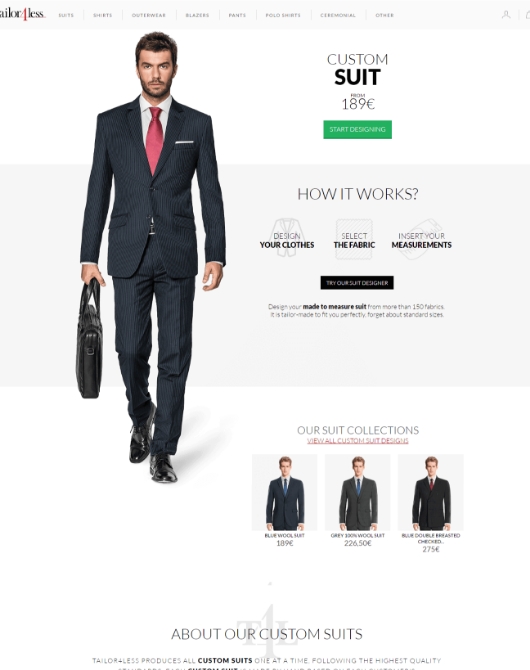 tailor4less.
SUITS SHIRTS OUTERWEAR BLAZERS PANTS POLO SHIRTS CEREMONIAL OTHER
CUSTOM
SUIT
FROM
189€
START DESIGNING
HOW IT WORKS?
DESIGN SELECT INSERT YOUR
YOUR CLOTHES THE FABRIC MEASUREMENTS
TRY OUR SUIT DESIGNER
Design your made to measure suit from more than 150 fabrics.
It is tailor-made to fit you perfectly, forget about standard sizes.
OUR SUIT COLLECTIONS
VIEW ALL CUSTOM SUIT DESIGNS
BLUE WOOL SUIT
189€
GREY 100% WOOL SUIT
226,50€
BLUE DOUBLE BREASTED
CHECKED...
275€
T4L
ABOUT OUR CUSTOM SUITS
TAILOR4LESS PRODUCES ALL CUSTOM SUITS ONE AT A TIME, FOLLOWING THE HIGHEST QUALITY